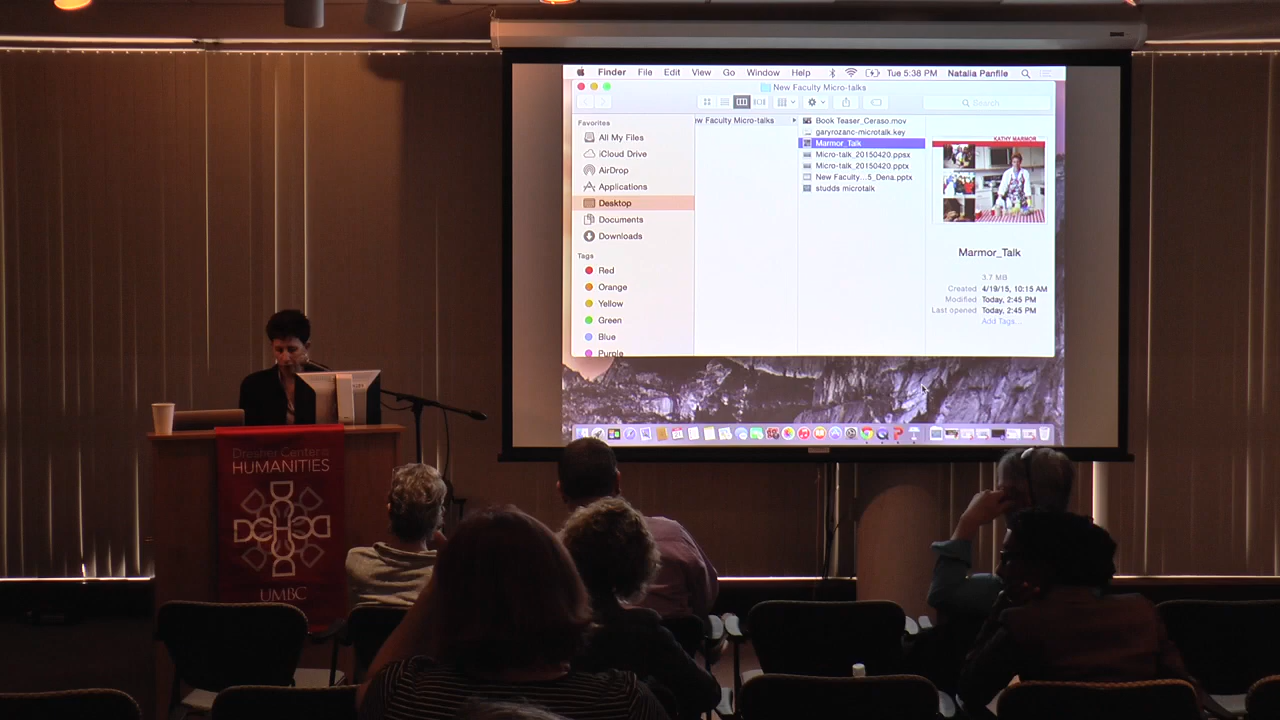 Finder File Edit View Go Window Help Tue 5:38 PM Natalia Panfile
New Faculty Micro-talks
Search
Favorites
All My Files
iCloud Drive
AirDrop
Applications
Desktop
Documents
Downloads
Tags
Red
Orange
Yellow
Green
Blue
Purple
w Faculty Micro-talks
Book Teaser_Ceraso.mov
garyrozanc-microtalk.key
Marmor_Talk
Micro-talk_20150420.ppsx
Micro-talk_20150420.pptx
New Faculty...5_Dena.pptx
studds microtalk
KATHY MARMOR
Marmor_Talk
3.7 MB
Created 4/19/15, 10:15 AM
Modified Today, 2:45 PM
Last opened Today, 2:45 PM
Add Tags...
Dresher Center
HUMANITIES
DCHC
UMBC